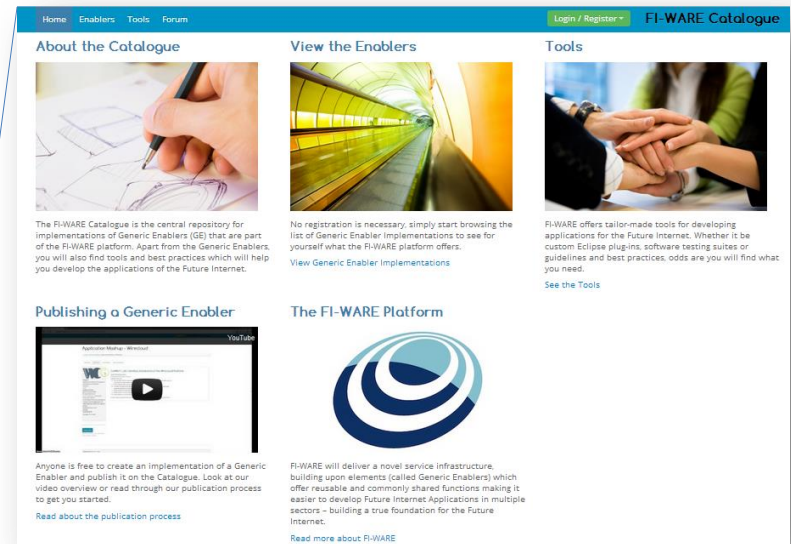 Home Enablers Tools Forum Login / Register FI-WARE Catalogue
About the Catalogue
The FI-WARE Catalogue is the central repository for
implementations of Generic Enablers (GE) that are part
of the FI-WARE platform. Apart from the Generic Enablers,
you will also find tools and best practices which will help
you develop the applications of the Future Internet.
View the Enablers
No registration is necessary, simply start browsing the
list of Generic Enabler Implementations to see for
yourself what the FI-WARE platform offers.
View Generic Enabler Implementations
Tools
FI-WARE offers tailor-made tools for developing
applications for the Future Internet. Whether it be
custom Eclipse plug-ins, software testing suites or
guidelines and best practices, odds are you will find what
you need.
See the Tools
Publishing a Generic Enabler
YouTube
Application Mashup - Wirecloud
Anyone is free to create an implementation of a Generic
Enabler and publish it on the Catalogue. Look at our
video overview or read through our publication process
to get you started.
Read about the publication process
The FI-WARE Platform
FI-WARE will deliver a novel service infrastructure,
building upon elements (called Generic Enablers) which
offer reusable and commonly shared functions making it
easier to develop Future Internet Applications in multiple
sectors – building a true foundation for the Future
Internet.
Read more about FI-WARE